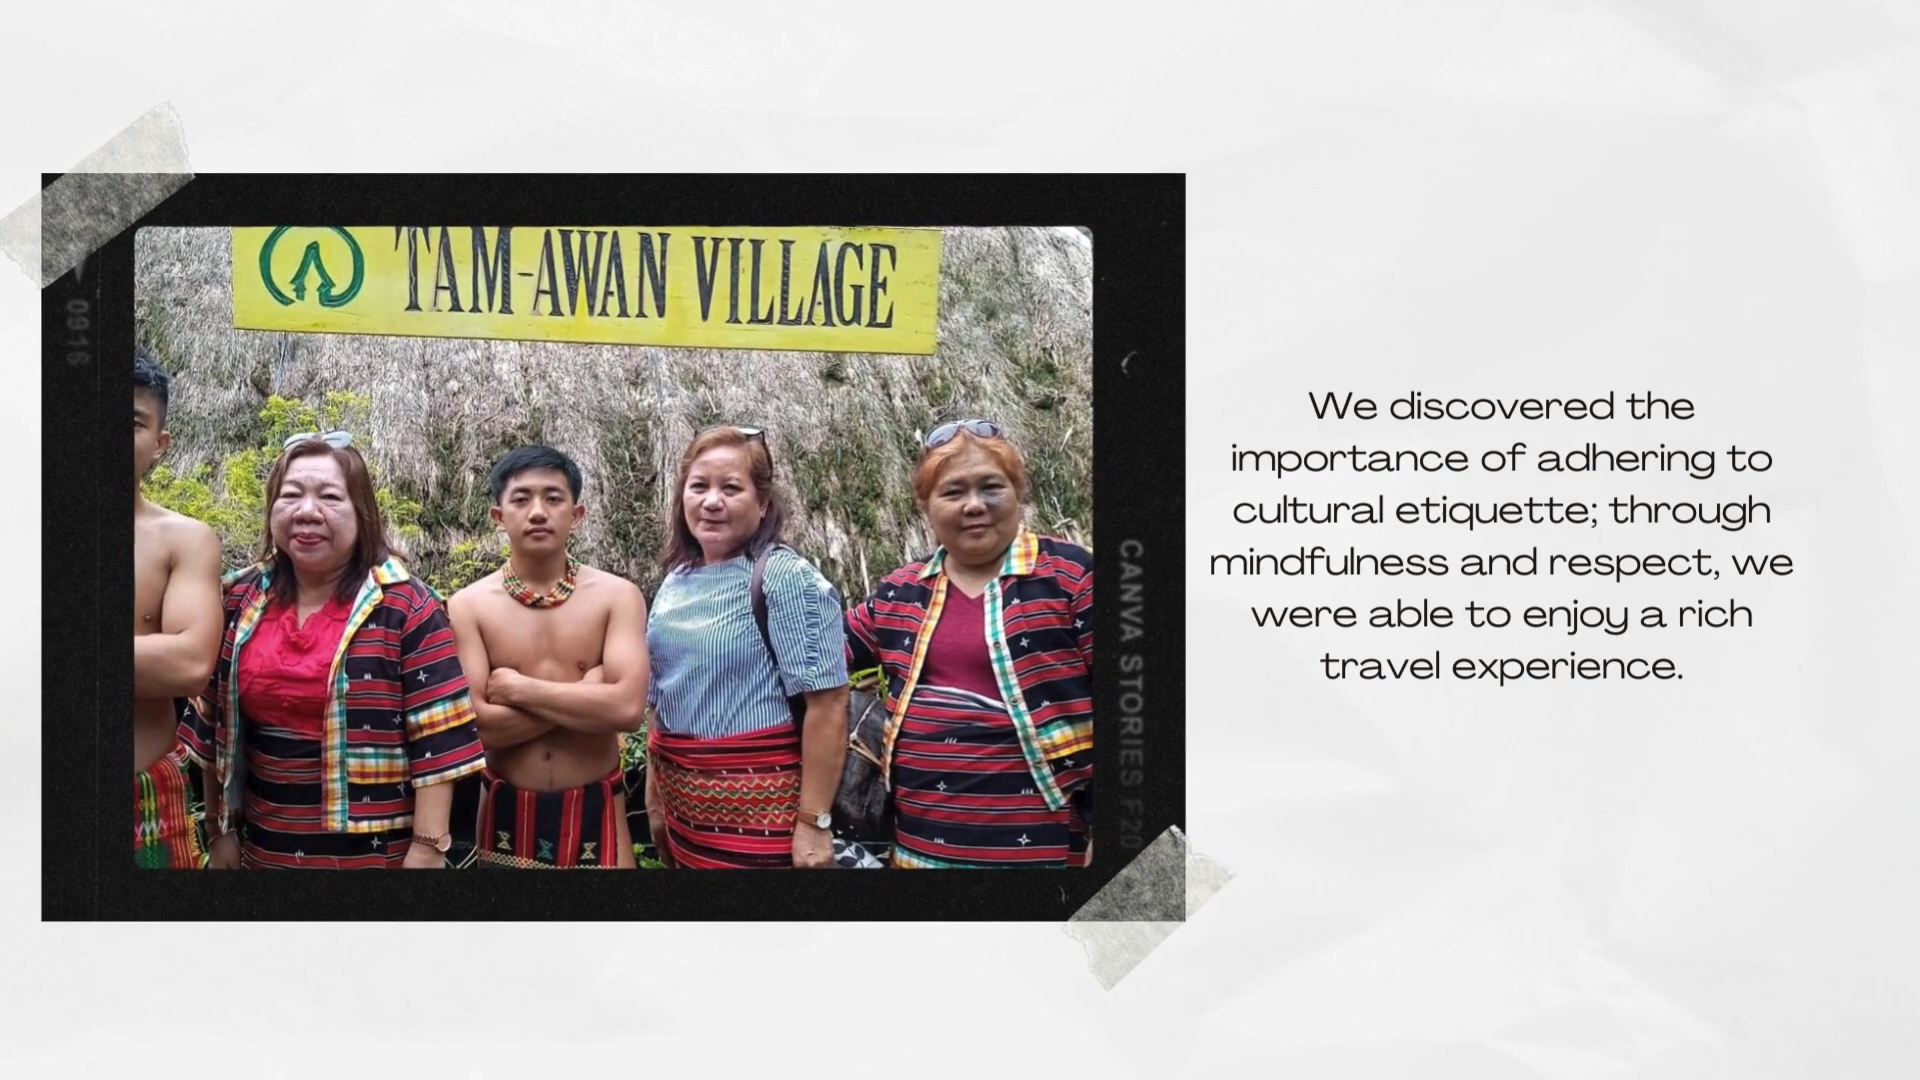 TAM-AWAN VILLAGE
0916
CANVA STORIES F20
We discovered the
importance of adhering to
cultural etiquette; through
mindfulness and respect, we
were able to enjoy a rich
travel experience.